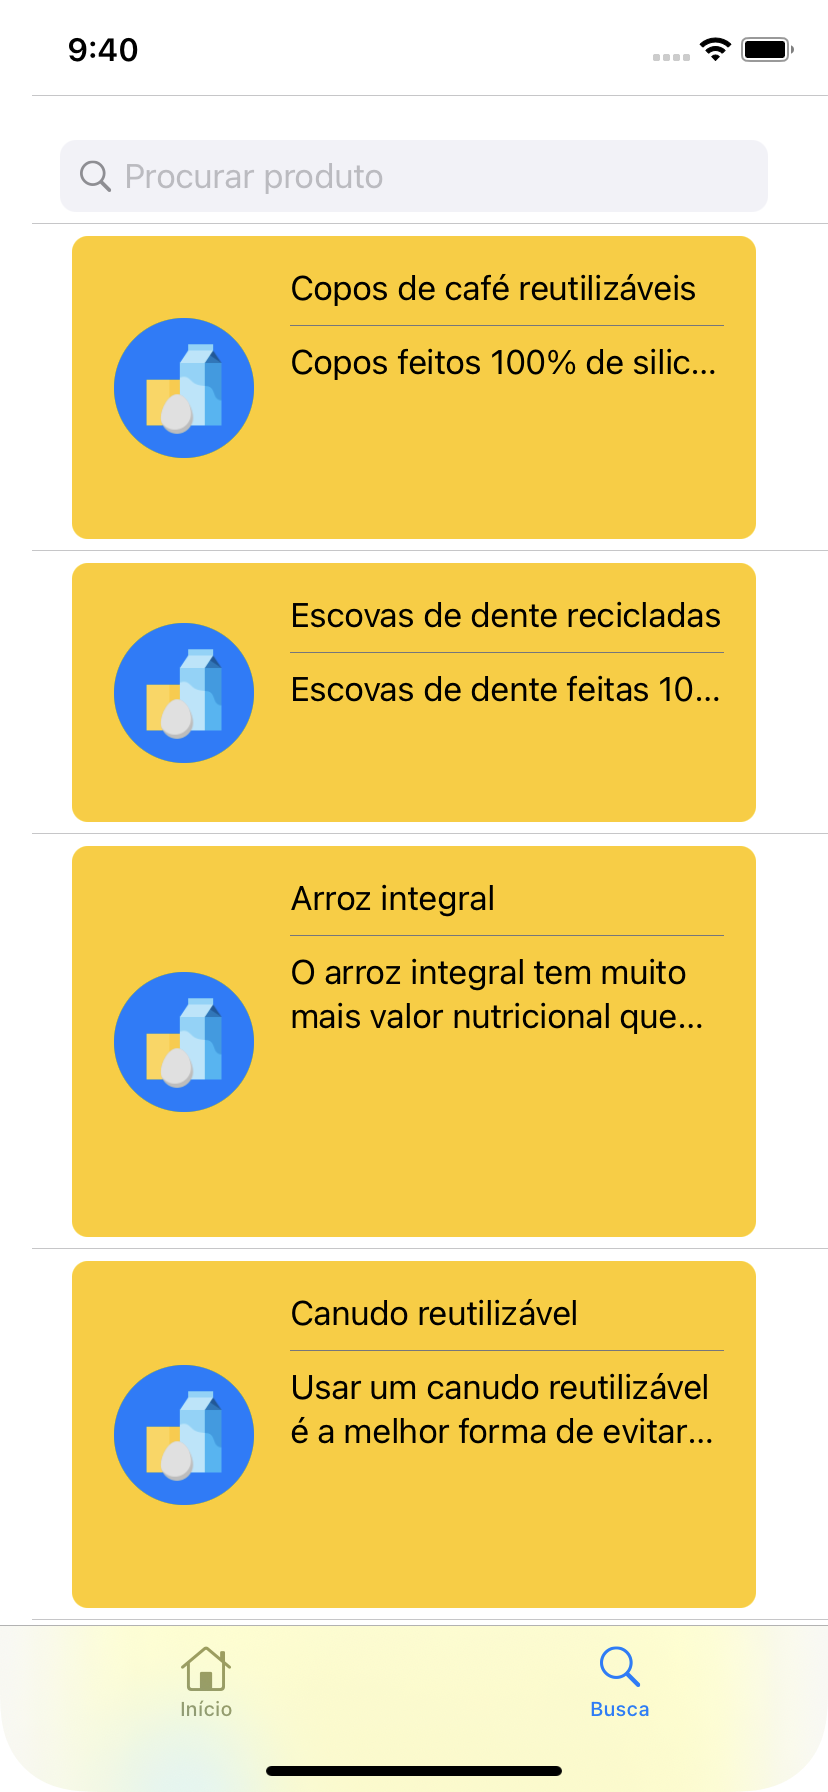 9:40
Procurar produto
Copos de café reutilizáveis
Copos feitos 100% de silic...
Escovas de dente recicladas
Escovas de dente feitas 10...
Arroz integral
O arroz integral tem muito
mais valor nutricional que...
Canudo reutilizável
Usar um canudo reutilizável
é a melhor forma de evitar...
Início
Busca